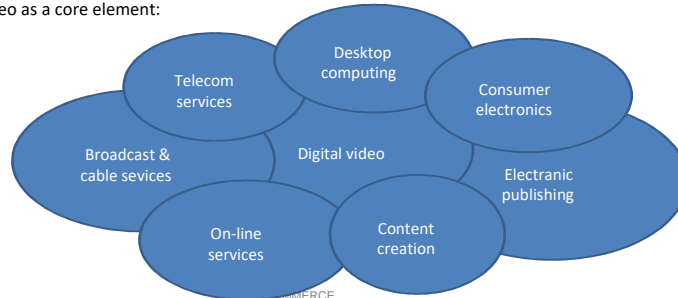 eo as a core element:
Desktop
computing
Telecom
services
Consumer
electronics
Broadcast &
cable sevices
Digital video
Electranic
publishing
On-line
services
Content
creation
MMERCE